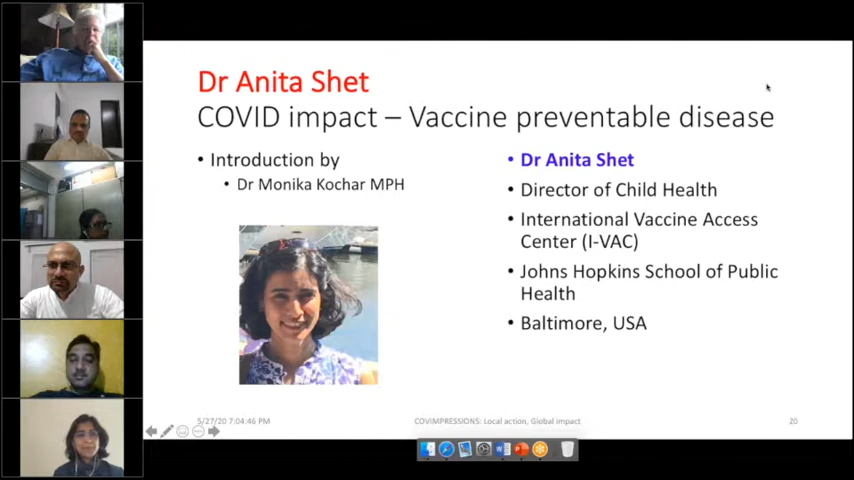 Dr Anita Shet
COVID impact – Vaccine preventable disease
• Introduction by
• Dr Monika Kochar MPH
• Dr Anita Shet
• Director of Child Health
• International Vaccine Access
Center (I-VAC)
• Johns Hopkins School of Public
Health
• Baltimore, USA
5/27/20 7:04:46 PM
COVIMPRESSIONS: Local action, Global impact
20